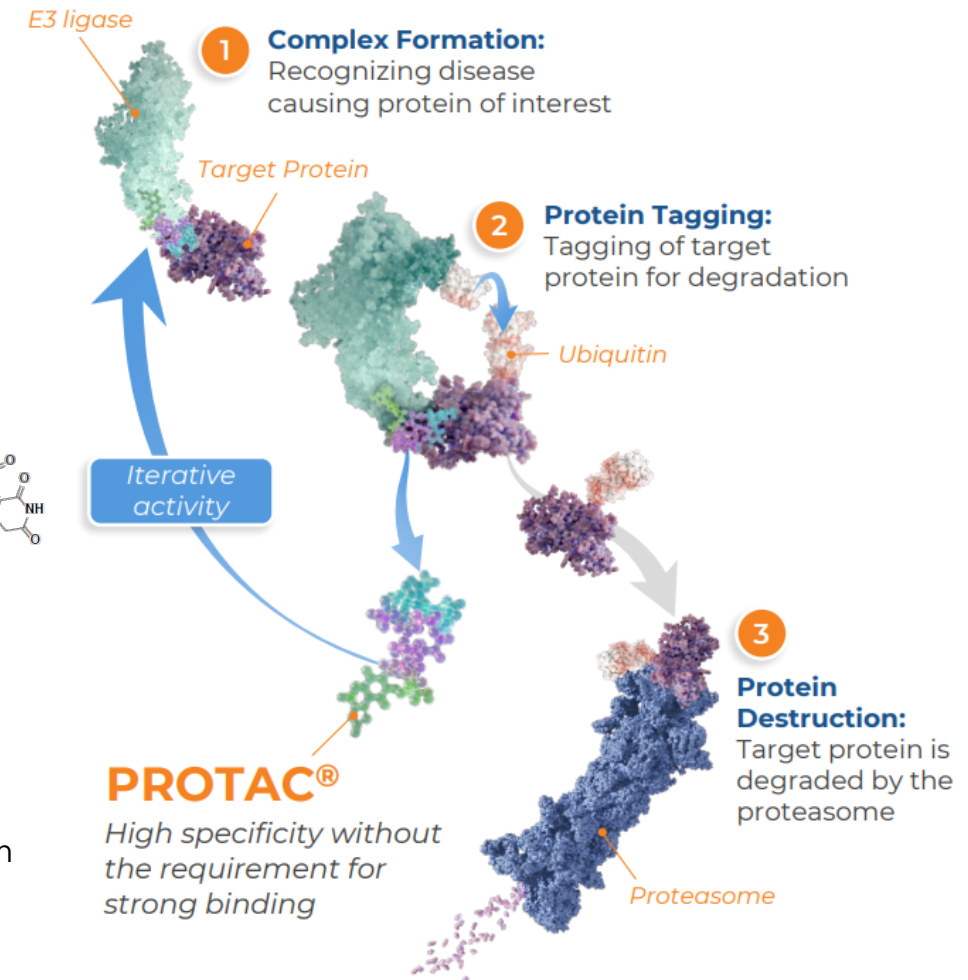 E3 ligase
1
Complex Formation:
Recognizing disease
causing protein of interest
Target Protein
2
Protein Tagging:
Tagging of target
protein for degradation
Ubiquitin
O
O
NH
O
Iterative
activity
3
Protein
Destruction:
Target protein is
degraded by the
proteasome
PROTAC®
High specificity without
the requirement for
strong binding
n
Proteasome